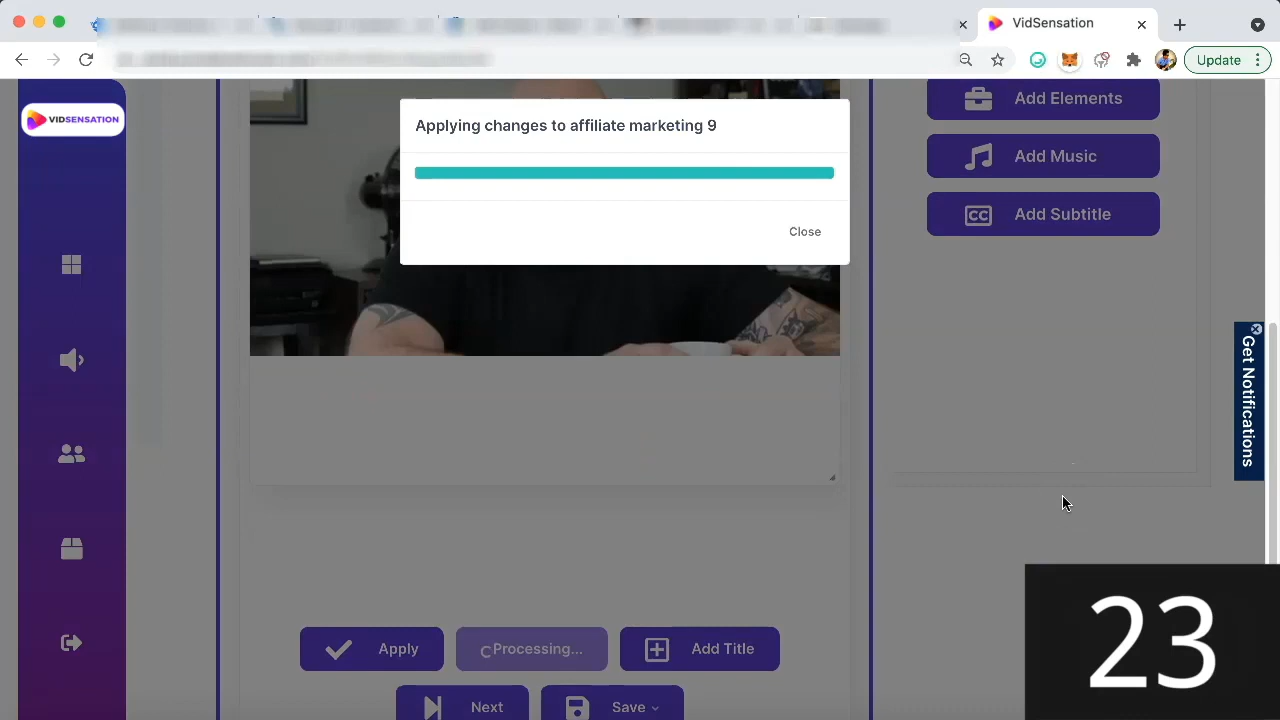 VidSensation
Update
VIDSENSATION
Applying changes to affiliate marketing 9
Close
Add Elements
Add Music
CC Add Subtitle
Get Notifications
Apply
Processing...
Add Title
Next
Save
23